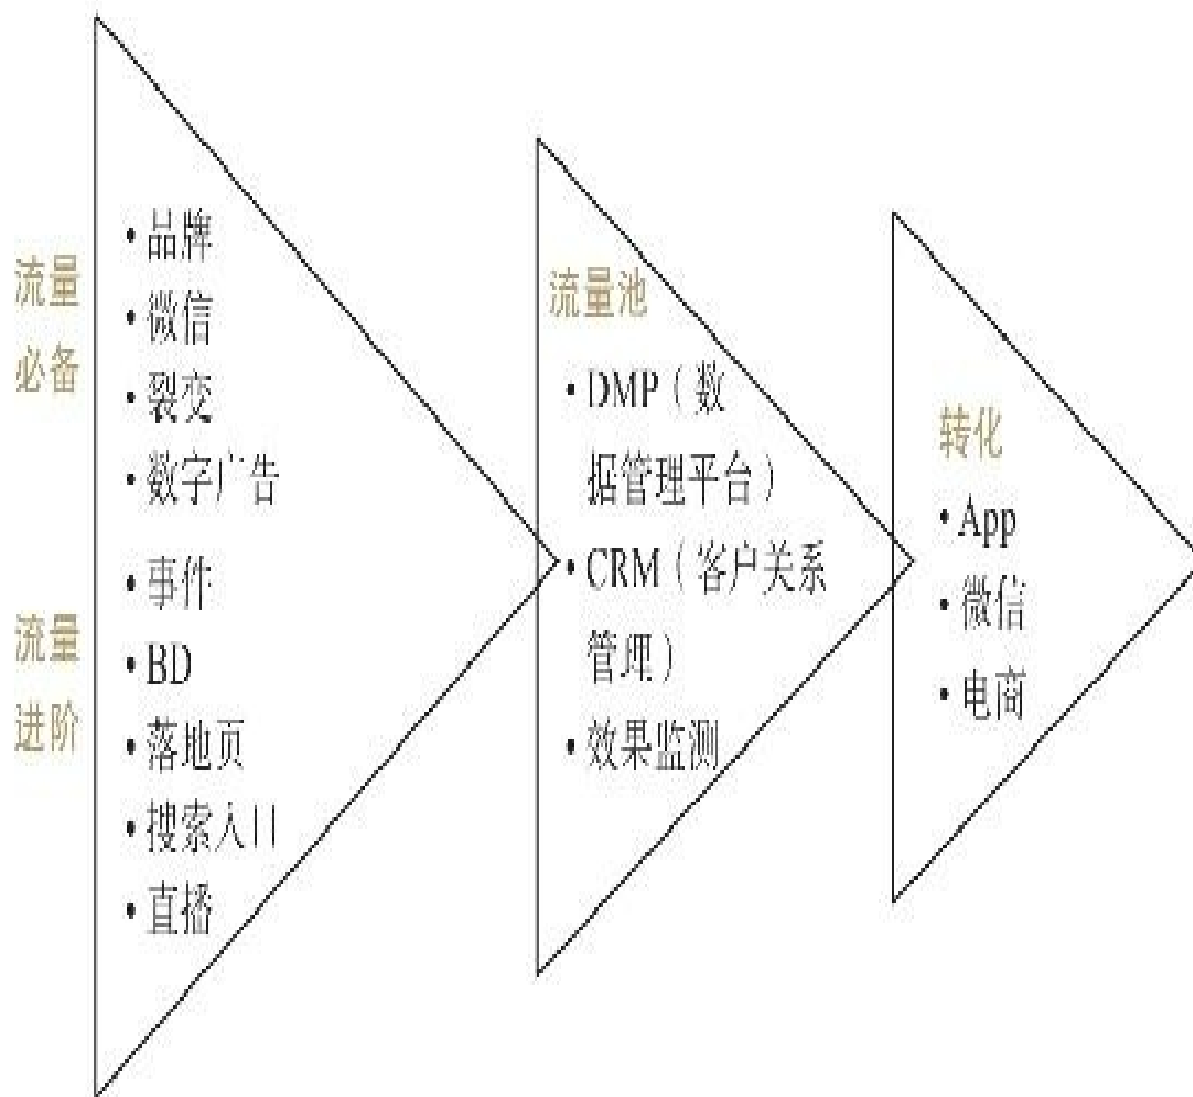 流量
必备
• 品牌
• 微信
• 裂变
• 数字广告
流量
进阶
• 事件
• BD
• 落地页
• 搜索入口
• 直播
流量池
• DMP（数
据管理平台）
• CRM（客户关系
管理）
• 效果监测
转化
• App
• 微信
• 电商